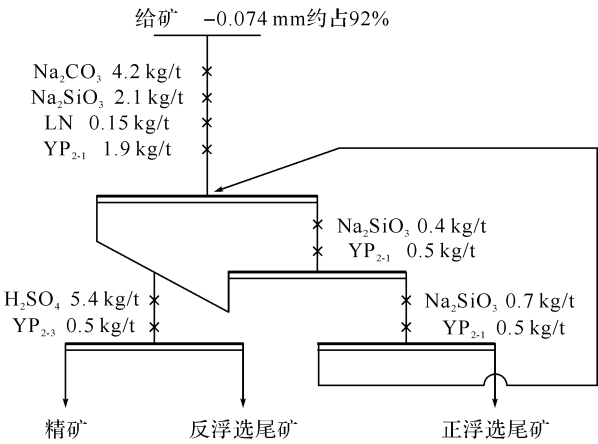 给矿 -0.074 mm约占92%
Na₂CO₃ 4.2 kg/t
Na₂SiO₃ 2.1 kg/t
LN 0.15 kg/t
YP₂₋₁ 1.9 kg/t
Na₂SiO₃ 0.4 kg/t
YP₂₋₁ 0.5 kg/t
H₂SO₄ 5.4 kg/t
YP₂₋₃ 0.5 kg/t
Na₂SiO₃ 0.7 kg/t
YP₂₋₁ 0.5 kg/t
精矿 反浮选尾矿 正浮选尾矿